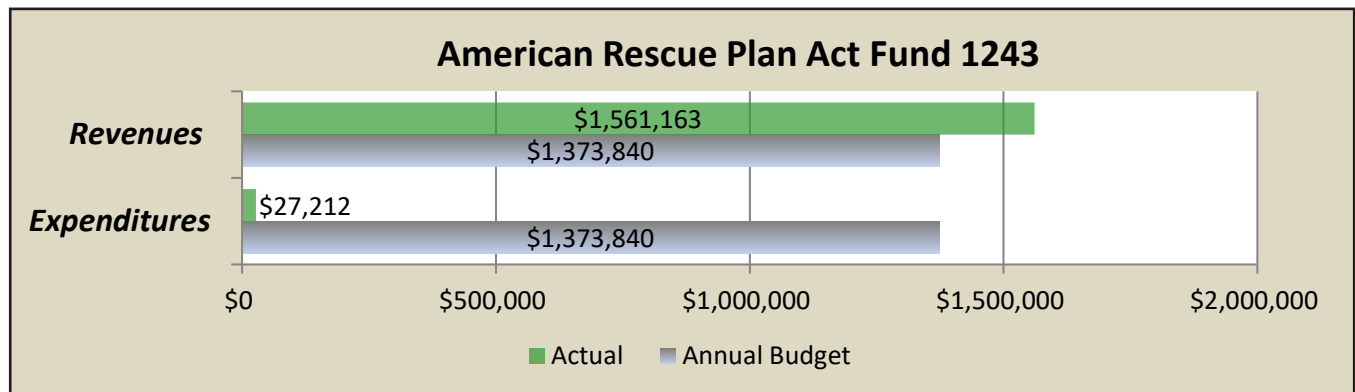 American Rescue Plan Act Fund 1243
Revenues
$1,561,163
$1,373,840
Expenditures
$27,212
$1,373,840
$0 $500,000 $1,000,000 $1,500,000 $2,000,000
Actual Annual Budget